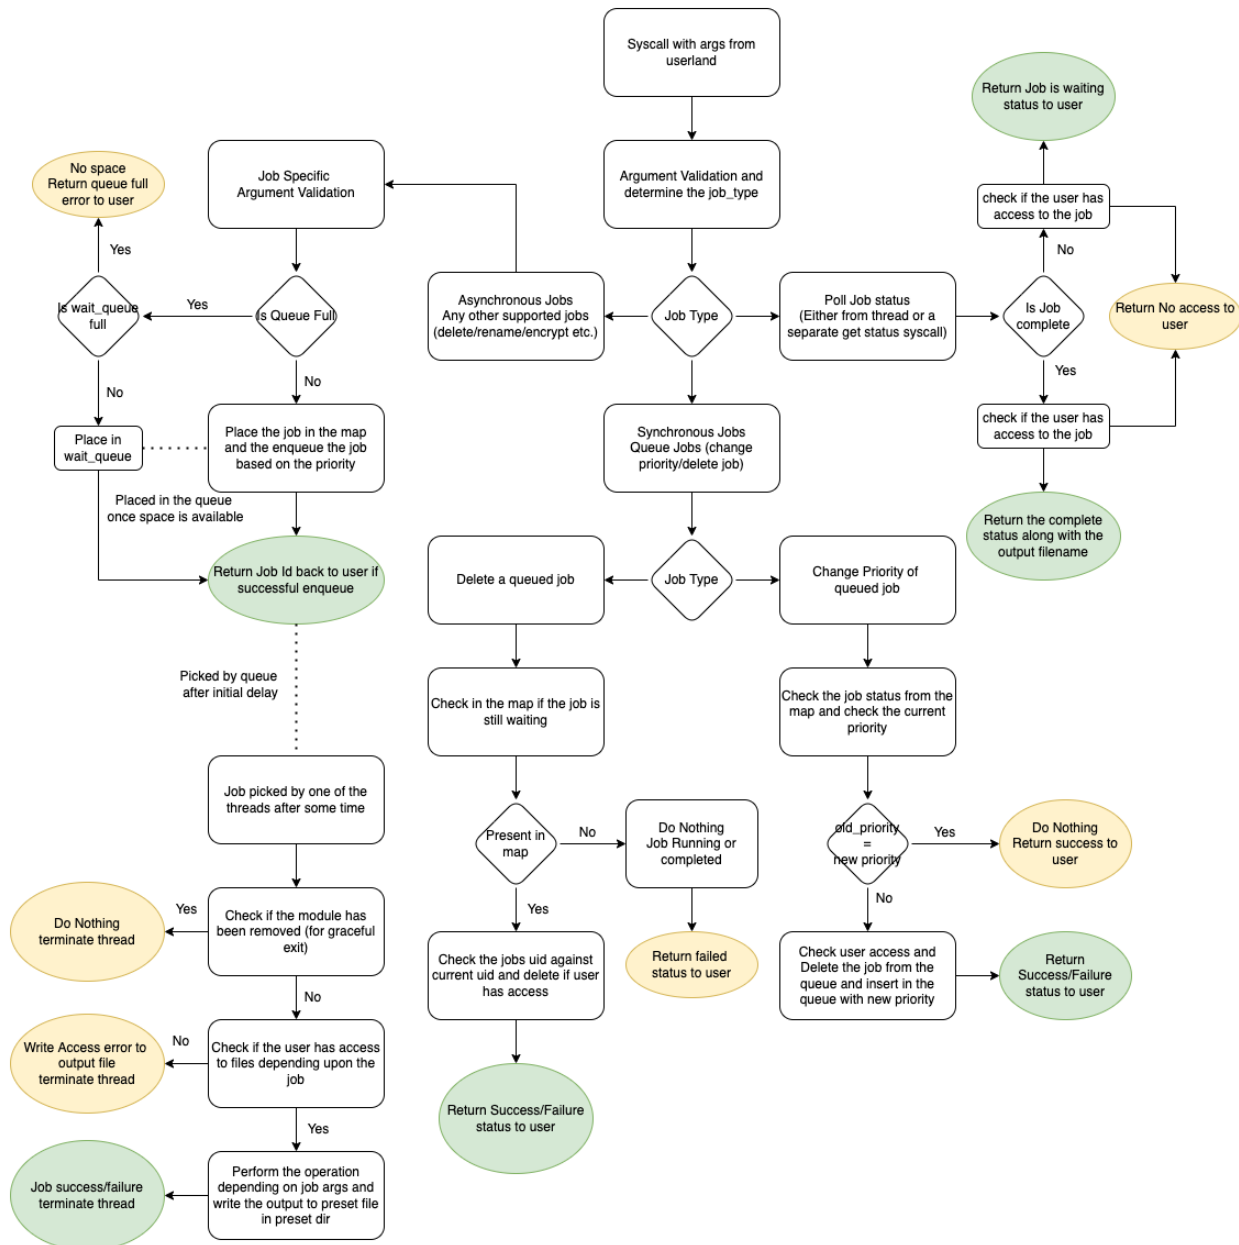 Syscall with args from
userland
Return Job is waiting
status to user
No space
Return queue full
error to user
Job Specific
Argument Validation
Argument Validation and
determine the job_type
check if the user has
access to the job
Yes
No
Is wait_queue
full
Yes
Is Queue Full
Asynchronous Jobs
Any other supported jobs
(delete/rename/encrypt etc.)
Job Type
Poll Job status
(Either from thread or a
separate get status syscall)
Is Job
complete
Return No access to
user
No
No
Yes
Place in
wait_queue
Place the job in the map
and the enqueue the job
based on the priority
Synchronous Jobs
Queue Jobs (change
priority/delete job)
check if the user has
access to the job
Placed in the queue
once space is available
Return the complete
status along with the
output filename
Return Job Id back to user if
successful enqueue
Delete a queued job
Job Type
Change Priority of
queued job
Picked by queue
after initial delay
Check in the map if the job is
still waiting
Check the job status from the
map and check the current
priority
Job picked by one of the
threads after some time
Present in
map
No
Do Nothing
Job Running or
completed
old_priority
=
new priority
Yes
Do Nothing
Return success to
user
Do Nothing
terminate thread
Yes
Check if the module has
been removed (for graceful
exit)
Yes
No
Check the jobs uid against
current uid and delete if user
has access
Return failed
status to user
Check user access and
Delete the job from the
queue and insert in the
queue with new priority
Return
Success/Failure
status to user
No
Write Access error to
output file
terminate thread
No
Check if the user has access
to files depending upon the
job
Return Success/Failure
status to user
Yes
Job success/failure
terminate thread
Perform the operation
depending on job args and
write the output to preset file
in preset dir